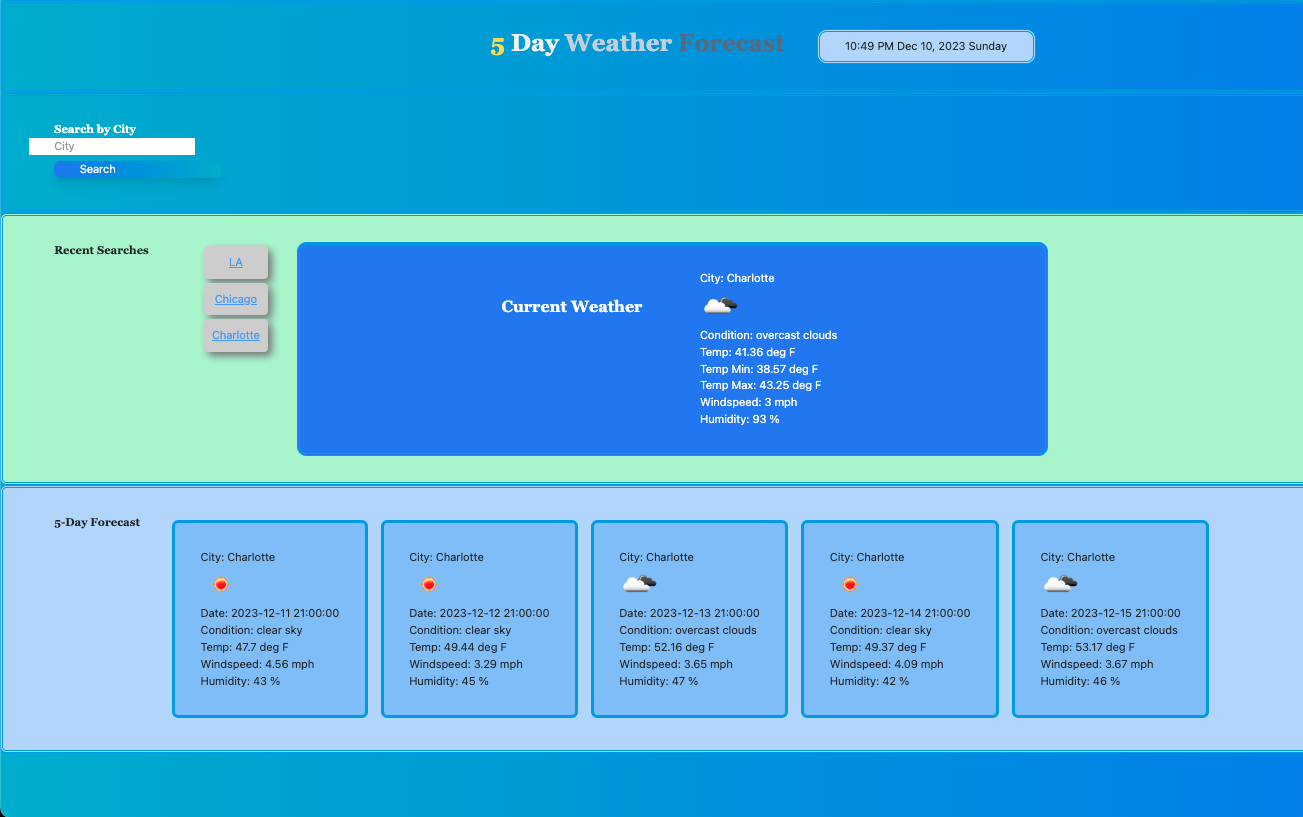 5 Day Weather Forecast
10:49 PM Dec 10, 2023 Sunday
Search by City
City
Search
Recent Searches
LA
Chicago
Charlotte
Current Weather
City: Charlotte
Condition: overcast clouds
Temp: 41.36 deg F
Temp Min: 38.57 deg F
Temp Max: 43.25 deg F
Windspeed: 3 mph
Humidity: 93 %
5-Day Forecast
City: Charlotte
Date: 2023-12-11 21:00:00
Condition: clear sky
Temp: 47.7 deg F
Windspeed: 4.56 mph
Humidity: 43 %
City: Charlotte
Date: 2023-12-12 21:00:00
Condition: clear sky
Temp: 49.44 deg F
Windspeed: 3.29 mph
Humidity: 45 %
City: Charlotte
Date: 2023-12-13 21:00:00
Condition: overcast clouds
Temp: 52.16 deg F
Windspeed: 3.65 mph
Humidity: 47 %
City: Charlotte
Date: 2023-12-14 21:00:00
Condition: clear sky
Temp: 49.37 deg F
Windspeed: 4.09 mph
Humidity: 42 %
City: Charlotte
Date: 2023-12-15 21:00:00
Condition: overcast clouds
Temp: 53.17 deg F
Windspeed: 3.67 mph
Humidity: 46 %